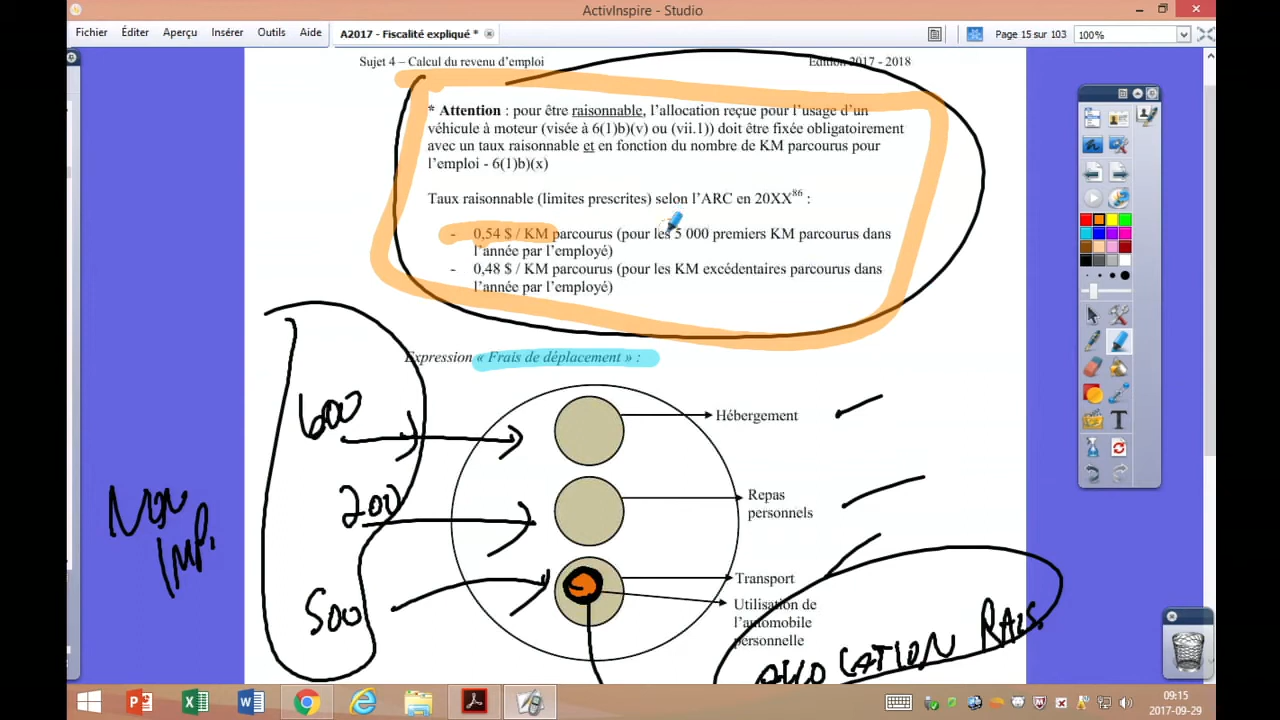 ActivInspire - Studio
Fichier Éditer Aperçu Insérer Outils Aide A2017 - Fiscalité expliqué * Page 15 sur 103 100%
Sujet 4 – Calcul du revenu d'emploi Édition 2017 - 2018
* Attention : pour être raisonnable, l'allocation reçue pour l'usage d'un
véhicule à moteur (visée à 6(1)b)(v) ou (vii.1)) doit être fixée obligatoirement
avec un taux raisonnable et en fonction du nombre de KM parcourus pour
l'emploi - 6(1)b)(x)
Taux raisonnable (limites prescrites) selon l'ARC en 20XX86 :
- 0,54 $ / KM parcourus (pour les 5 000 premiers KM parcourus dans
l'année par l'employé)
- 0,48 $ / KM parcourus (pour les KM excédentaires parcourus dans
l'année par l'employé)
Expression « Frais de déplacement » :
600
Hébergement
200
Repas
personnels
NON
IMP.
500
Transport
Utilisation de
l'automobile
personnelle
ALLOCATION RAIS.
09:15
2017-09-29